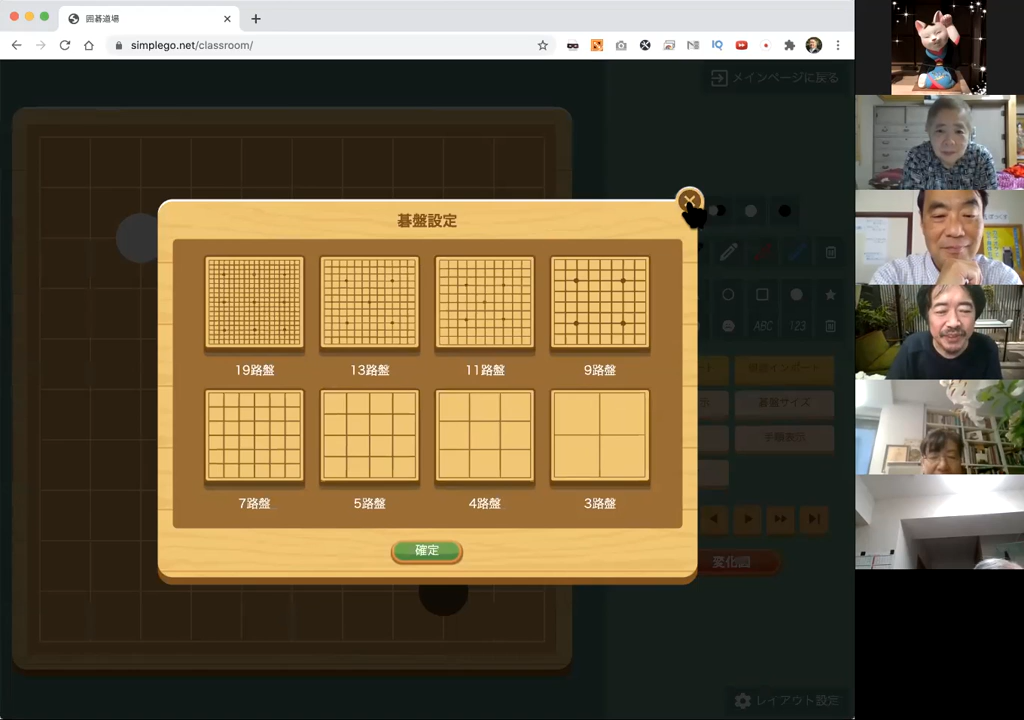 囲碁道場
simplego.net/classroom/
IQ
メインページに戻る
碁盤設定
19路盤
13路盤
11路盤
9路盤
7路盤
5路盤
4路盤
3路盤
確定
ABC
123
碁盤サイズ
手順表示
変化図
レイアウト設定